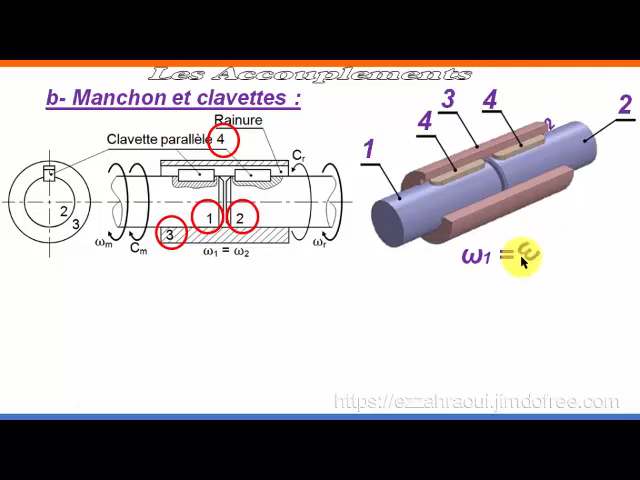 Les Accouplements
b- Manchon et clavettes :
Rainure
Clavette parallèle 4
Cr
1
2
3
2
3
ωm
Cm
ω1 = ω2
ωr
3
4
4
2
1
2
ω1 = ω
https://ezzahraoui.jimdofree.com